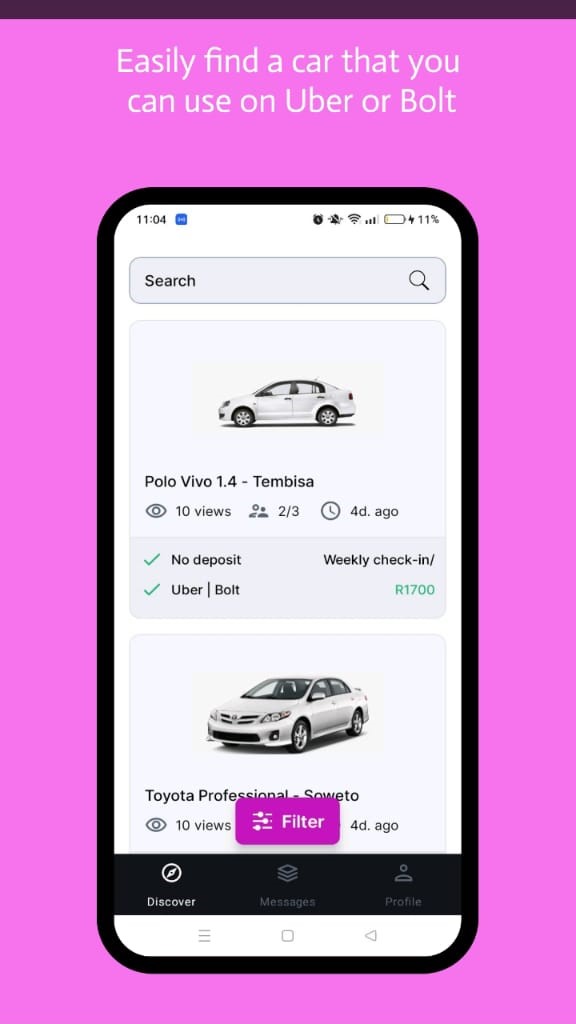 Easily find a car that you
can use on Uber or Bolt
11:04 11%
Search
Polo Vivo 1.4 - Tembisa
10 views 2/3 4d. ago
No deposit Weekly check-in/
Uber | Bolt R1700
Toyota Professional - Soweto
10 views 4d. ago
Filter
Discover Messages Profile